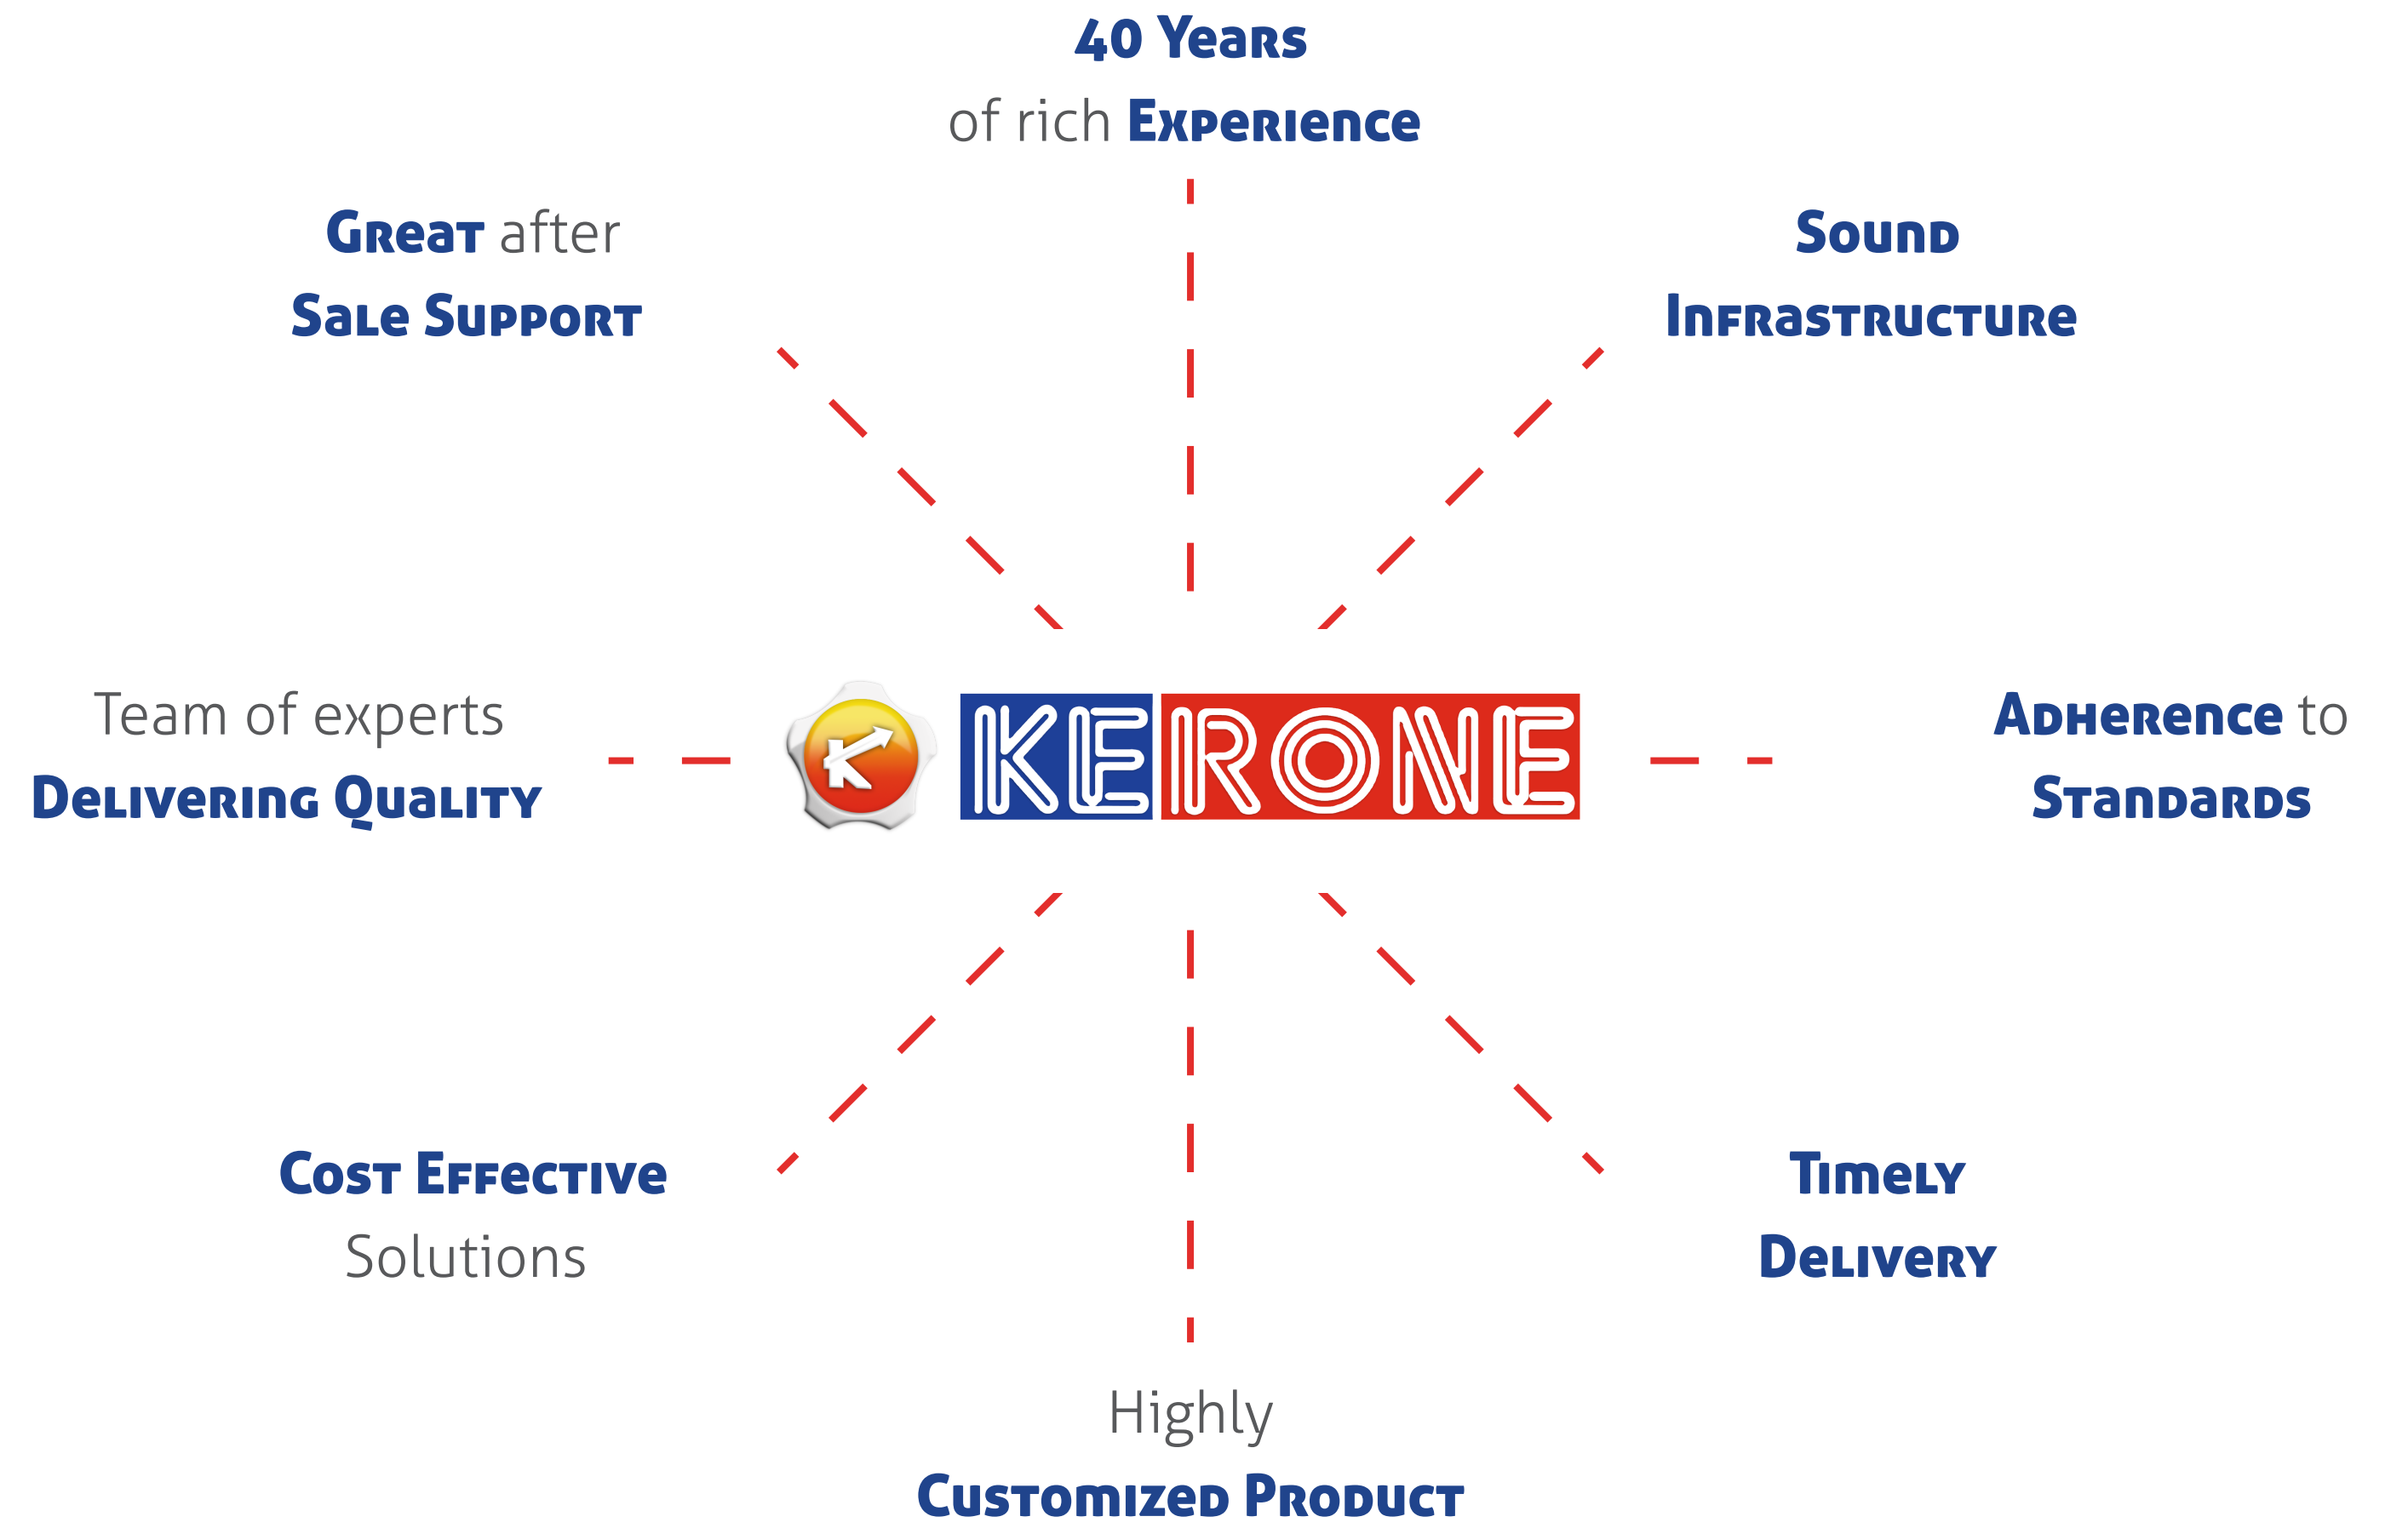 40 Years
of rich Experience
Great after
Sale Support
Sound
Infrastructure
Team of experts
Delivering Quality
K
KERONE
Adherence to
Standards
Cost Effective
Solutions
Timely
Delivery
Highly
Customized Product